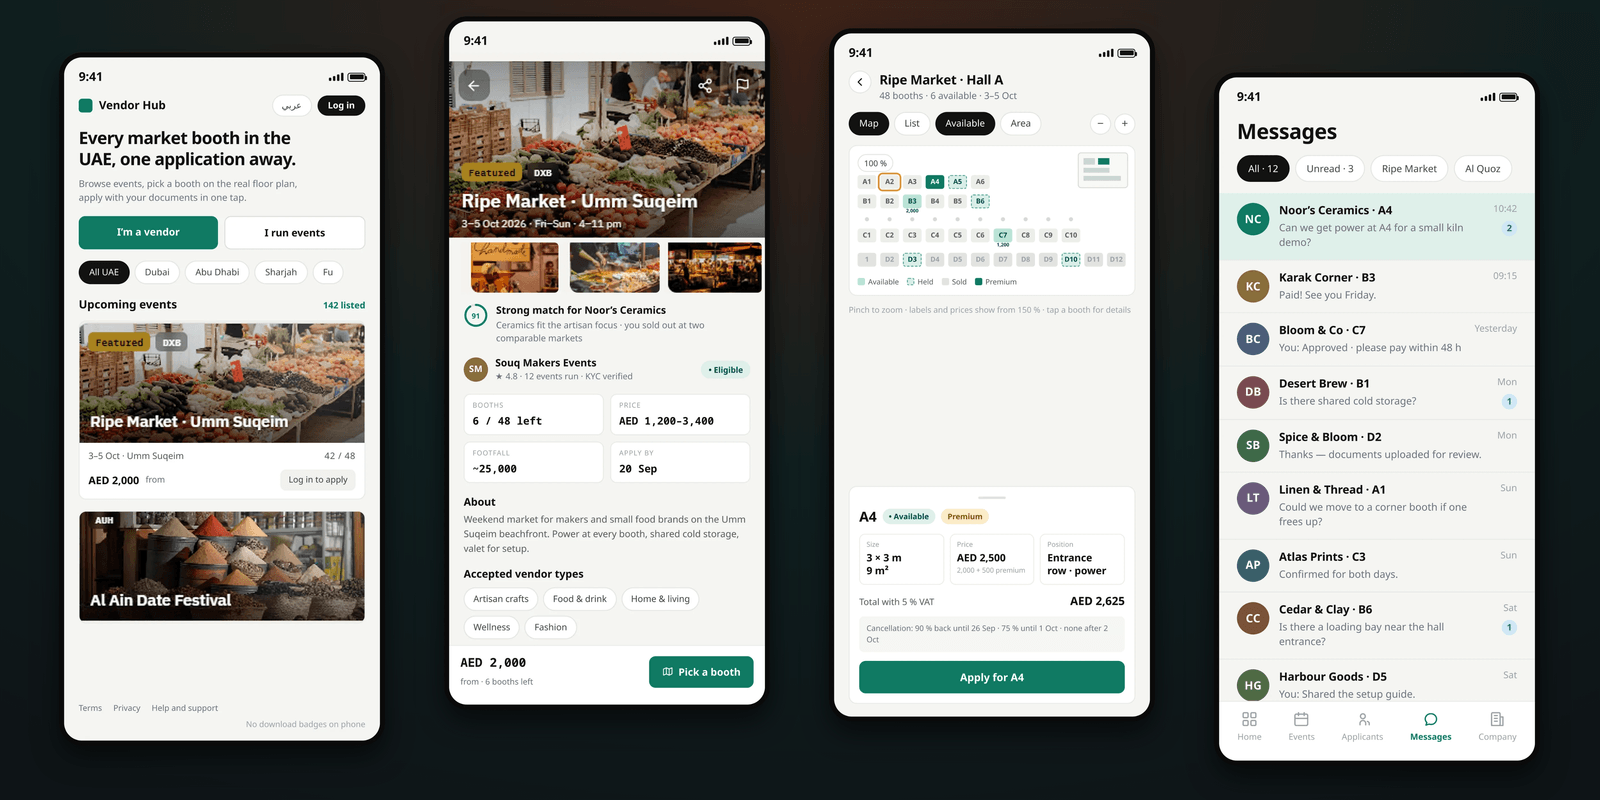 9:41
Vendor Hub
عربي
Log in
Every market booth in the
UAE, one application away.
Browse events, pick a booth on the real floor plan,
apply with your documents in one tap.
I'm a vendor
I run events
All UAE
Dubai
Abu Dhabi
Sharjah
Fu
Upcoming events
142 listed
Featured
DXB
Ripe Market · Umm Suqeim
3–5 Oct · Umm Suqeim
42 / 48
AED 2,000 from
Log in to apply
AUH
Al Ain Date Festival
Terms
Privacy
Help and support
No download badges on phone
9:41
Featured
DXB
Ripe Market · Umm Suqeim
3–5 Oct 2026 · Fri–Sun · 4–11 pm
91
Strong match for Noor's Ceramics
Ceramics fit the artisan focus · you sold out at two
comparable markets
SM
Souq Makers Events
★ 4.8 · 12 events run · KYC verified
• Eligible
BOOTHS
6 / 48 left
PRICE
AED 1,200–3,400
FOOTFALL
~25,000
APPLY BY
20 Sep
About
Weekend market for makers and small food brands on the Umm
Suqeim beachfront. Power at every booth, shared cold storage,
valet for setup.
Accepted vendor types
Artisan crafts
Food & drink
Home & living
Wellness
Fashion
AED 2,000
from · 6 booths left
Pick a booth
9:41
Ripe Market · Hall A
48 booths · 6 available · 3–5 Oct
Map
List
Available
Area
−
+
100 %
A1 A2 A3 A4 A5 A6
B1 B2 B3 B4 B5 B6
2,000
C1 C2 C3 C4 C5 C6 C7 C8 C9 C10
1,200
1 D2 D3 D4 D5 D6 D7 D8 D9 D10 D11 D12
Available
Held
Sold
Premium
Pinch to zoom · labels and prices show from 150 % · tap a booth for details
A4
• Available
Premium
Size
3 × 3 m
9 m²
Price
AED 2,500
2,000 + 500 premium
Position
Entrance
row · power
Total with 5 % VAT
AED 2,625
Cancellation: 90 % back until 26 Sep · 75 % until 1 Oct · none after 2
Oct
Apply for A4
9:41
Messages
All · 12
Unread · 3
Ripe Market
Al Quoz
NC
Noor's Ceramics · A4
10:42
Can we get power at A4 for a small kiln
demo?
2
KC
Karak Corner · B3
09:15
Paid! See you Friday.
BC
Bloom & Co · C7
Yesterday
You: Approved · please pay within 48 h
DB
Desert Brew · B1
Mon
Is there shared cold storage?
1
SB
Spice & Bloom · D2
Mon
Thanks — documents uploaded for review.
LT
Linen & Thread · A1
Sun
Could we move to a corner booth if one
frees up?
AP
Atlas Prints · C3
Sun
Confirmed for both days.
CC
Cedar & Clay · B6
Sat
Is there a loading bay near the hall
entrance?
1
HG
Harbour Goods · D5
Sat
You: Shared the setup guide.
Home
Events
Applicants
Messages
Company